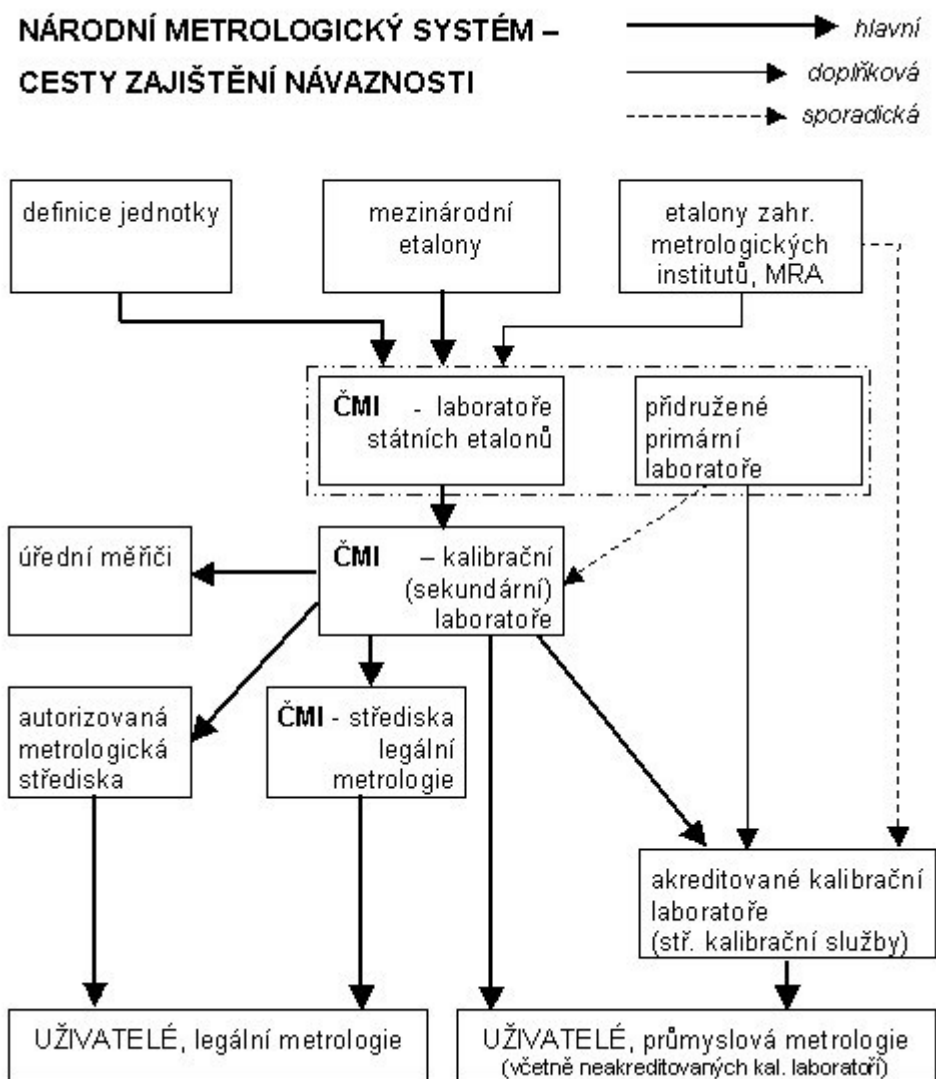 NÁRODNÍ METROLOGICKÝ SYSTÉM –
CESTY ZAJIŠTĚNÍ NÁVAZNOSTI
hlavní
doplňková
sporadická
definice jednotky
mezinárodní
etalony
etalony zahr.
metrologických
institutů, MRA
ČMI - laboratoře
státních etalonů
přidružené
primární
laboratoře
úřední měřiči
ČMI – kalibrační
(sekundární)
laboratoře
autorizovaná
metrologická
střediska
ČMI - střediska
legální
metrologie
akreditované kalibrační
laboratoře
(stř. kalibrační služby)
UŽIVATELÉ, legální metrologie
UŽIVATELÉ, průmyslová metrologie
(včetně neakreditovaných kal. laboratoří)